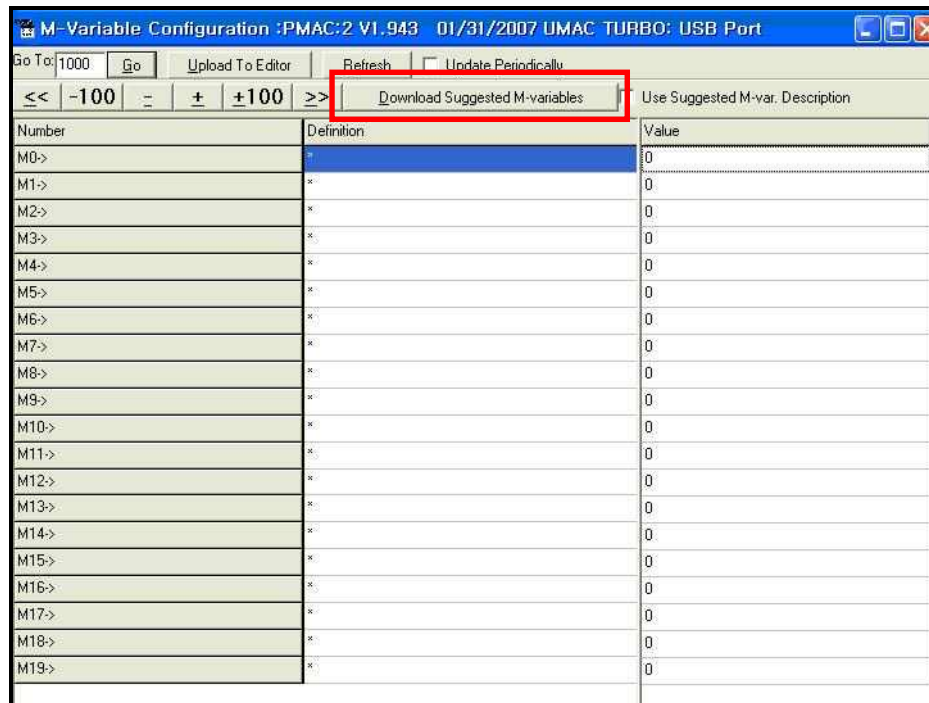 M-Variable Configuration :PMAC:2 V1.943 01/31/2007 UMAC TURBO: USB Port
Go To: 1000 Go Upload To Editor Refresh Update Periodically
<< -100 - + +100 >> Download Suggested M-variables Use Suggested M-var. Description
Number Definition Value
M0-> * 0
M1-> * 0
M2-> * 0
M3-> * 0
M4-> * 0
M5-> * 0
M6-> * 0
M7-> * 0
M8-> * 0
M9-> * 0
M10-> * 0
M11-> * 0
M12-> * 0
M13-> * 0
M14-> * 0
M15-> * 0
M16-> * 0
M17-> * 0
M18-> * 0
M19-> * 0